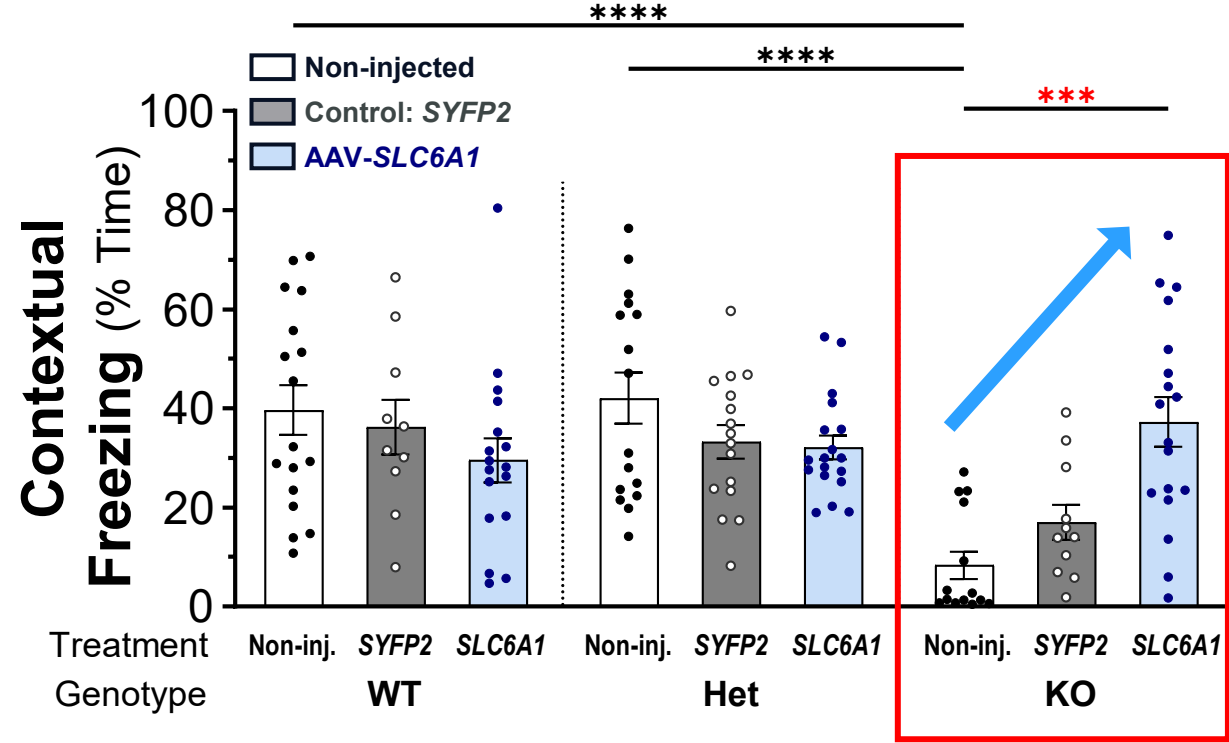 ****
****
***
Non-injected
Control: SYFP2
AAV-SLC6A1
Contextual
Freezing (% Time)
100
80
60
40
20
0
Treatment Non-inj. SYFP2 SLC6A1 Non-inj. SYFP2 SLC6A1 Non-inj. SYFP2 SLC6A1
Genotype WT Het KO